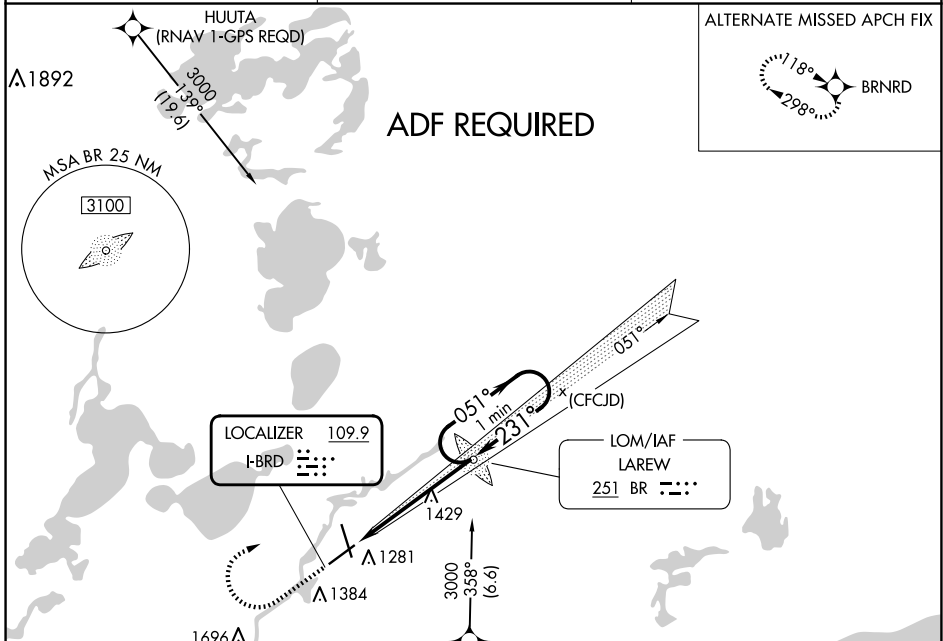 HUUTA
(RNAV 1-GPS REQD)
ALTERNATE MISSED APCH FIX
118°
BRNRD
298°
1892
3000
139°
(19.6)
ADF REQUIRED
MSA BR 25 NM
3100
051°
051°
1 min
231°
(CFCJD)
LOCALIZER 109.9
I-BRD
LOM/IAF
LAREW
251 BR
1429
1281
1384
3000
358°
(6.6)
1696